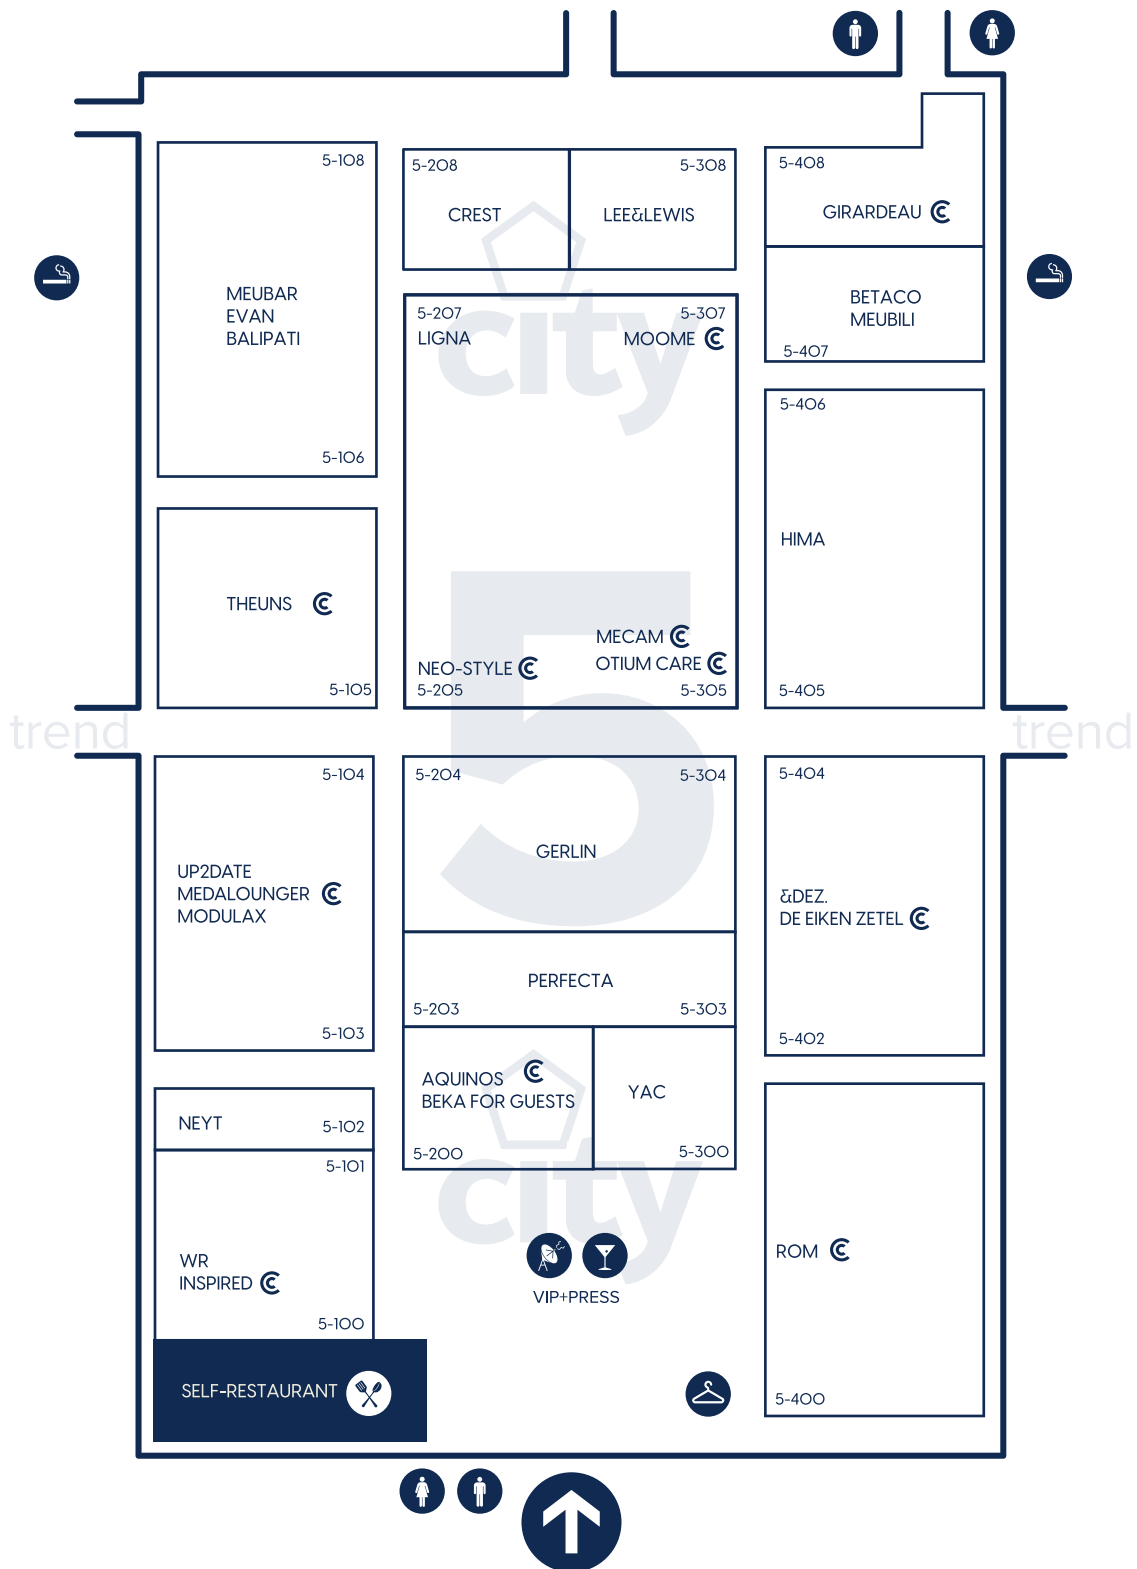 5-108
MEUBAR
EVAN
BALIPATI
5-106
5-208
CREST
5-308
LEE&LEWIS
5-408
GIRARDEAU
BETACO
MEUBILI
5-407
city
5-207
LIGNA
5-307
MOOME
NEO-STYLE
5-205
MECAM
OTIUM CARE
5-305
5-406
HIMA
5-405
THEUNS
5-105
5
trend
trend
5-104
UP2DATE
MEDALOUNGER
MODULAX
5-103
5-204
5-304
GERLIN
PERFECTA
5-203
5-303
5-404
&DEZ.
DE EIKEN ZETEL
5-402
AQUINOS
BEKA FOR GUESTS
5-200
YAC
5-300
city
NEYT
5-102
5-101
WR
INSPIRED
5-100
VIP+PRESS
ROM
5-400
SELF-RESTAURANT